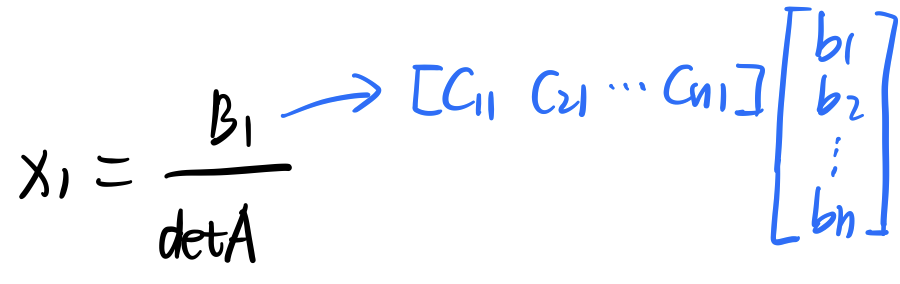 x₁ = B₁ / detA → [C₁₁ C₂₁ ⋯ Cₙ₁] [b₁ b₂ ⋮ bₙ]